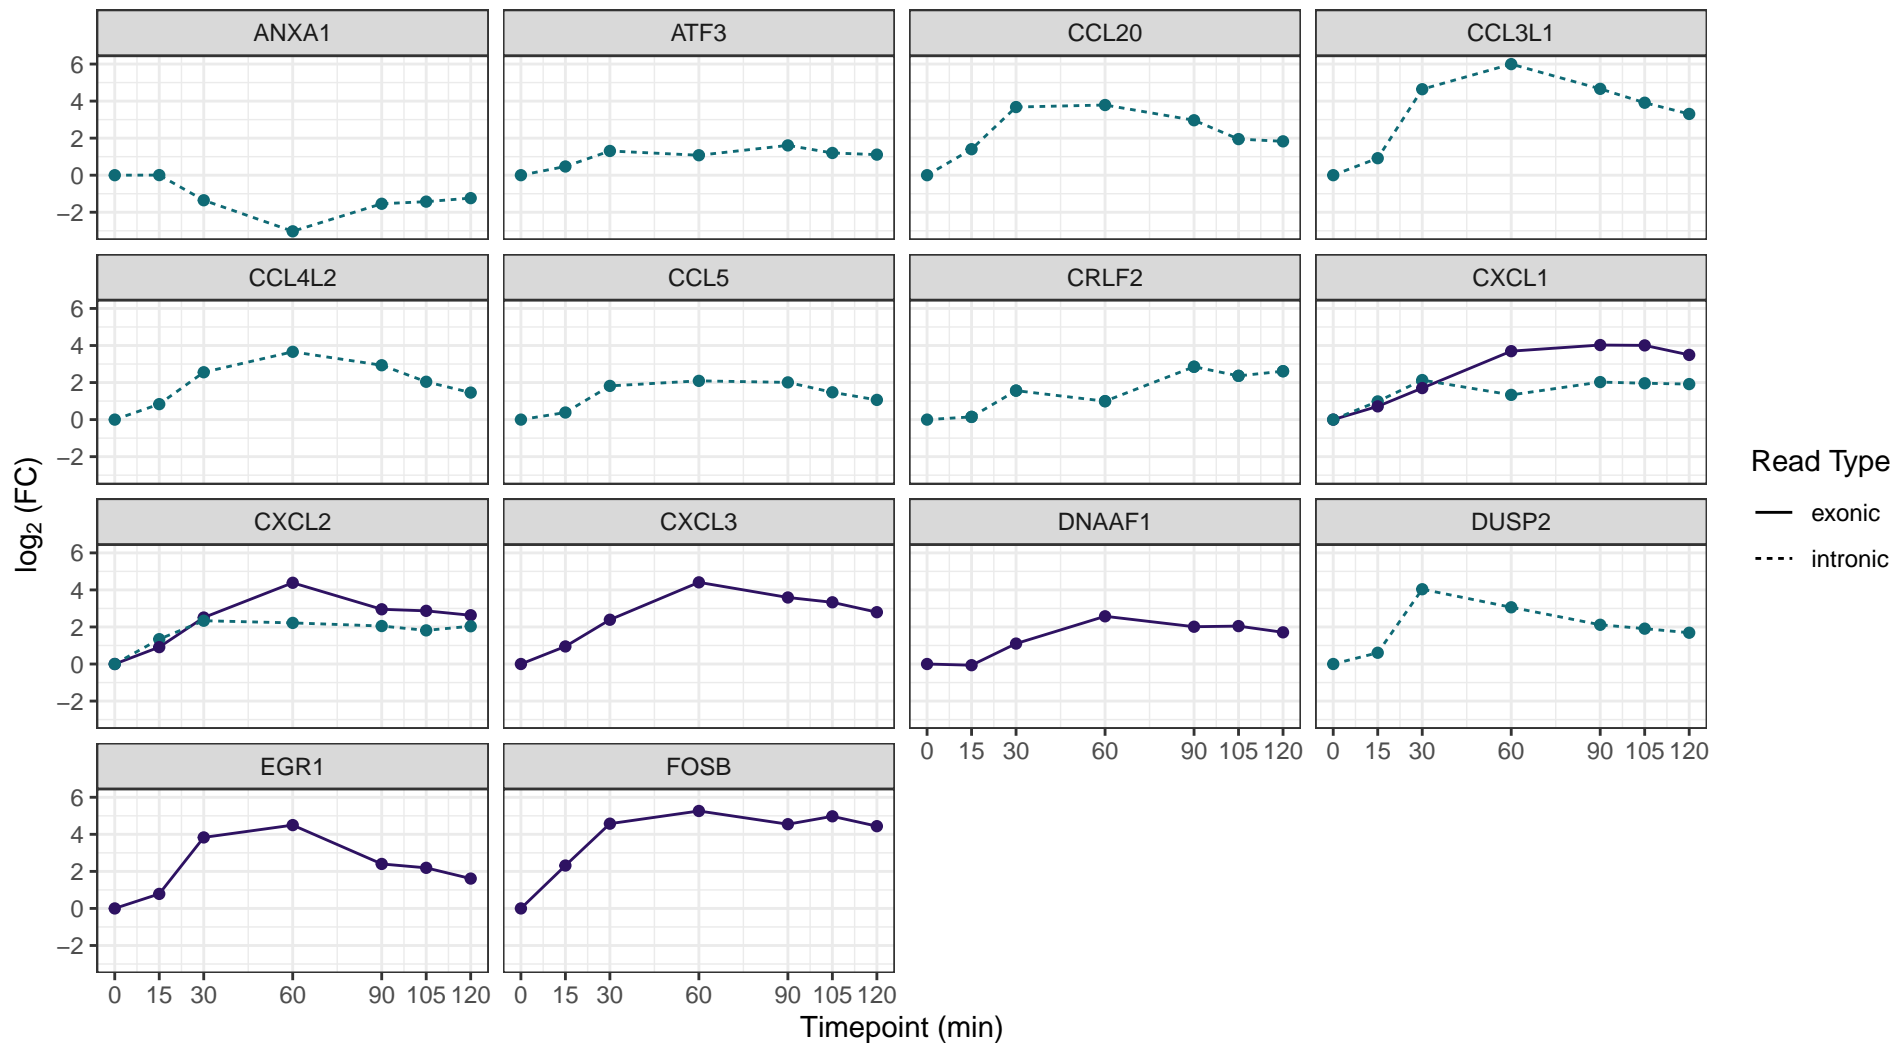 ANXA1 ATF3 CCL20 CCL3L1
6
4
2
0
−2
CCL4L2 CCL5 CRLF2 CXCL1
6
4
2
0
−2
CXCL2 CXCL3 DNAAF1 DUSP2
6
4
2
0
−2
0 15 30 60 90 105 120 0 15 30 60 90 105 120
EGR1 FOSB
6
4
2
0
−2
0 15 30 60 90 105 120 0 15 30 60 90 105 120
Timepoint (min)
log₂ (FC)
Read Type
exonic
intronic